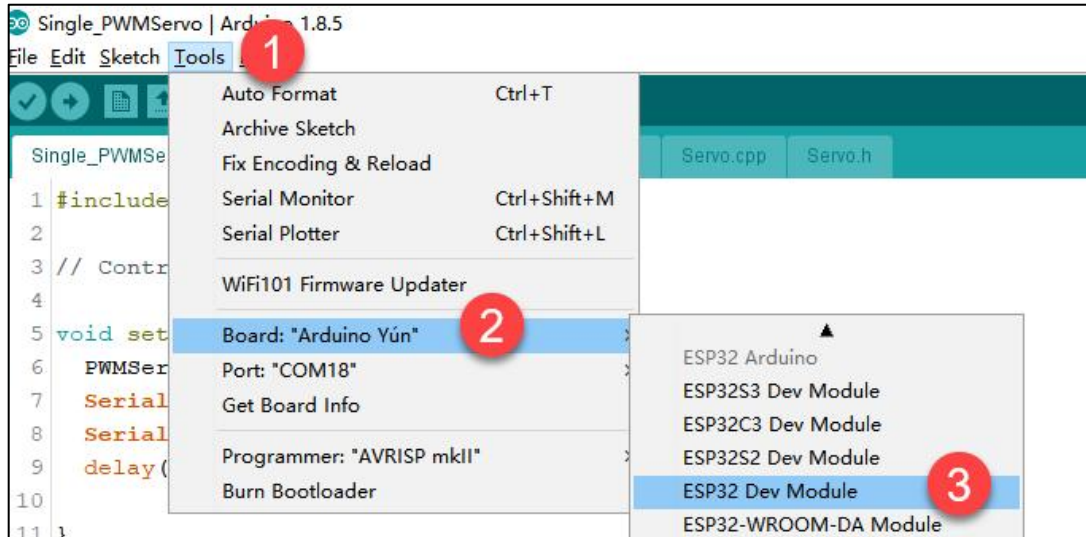 Single_PWMServo | Arduino 1.8.5
File Edit Sketch Tools
1
Auto Format Ctrl+T
Archive Sketch
Fix Encoding & Reload
Serial Monitor Ctrl+Shift+M
Serial Plotter Ctrl+Shift+L
WiFi101 Firmware Updater
Board: "Arduino Yún"
2
Port: "COM18"
Get Board Info
Programmer: "AVRISP mkII"
Burn Bootloader
ESP32 Arduino
ESP32S3 Dev Module
ESP32C3 Dev Module
ESP32S2 Dev Module
ESP32 Dev Module
3
ESP32-WROOM-DA Module
Single_PWMSe Servo.cpp Servo.h
1 #include
2
3 // Contr
4
5 void set
6 PWMSer
7 Serial
8 Serial
9 delay(
10
11 }